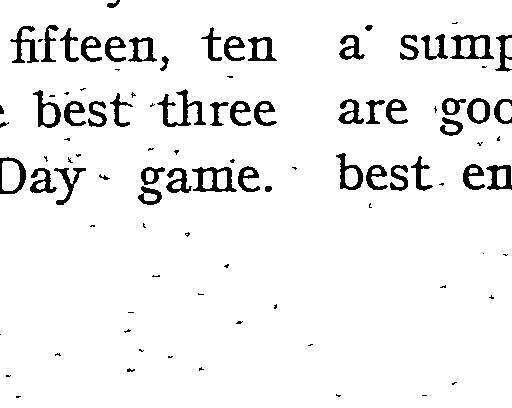 fifteen, ten
best three
Day game.
a
are
best